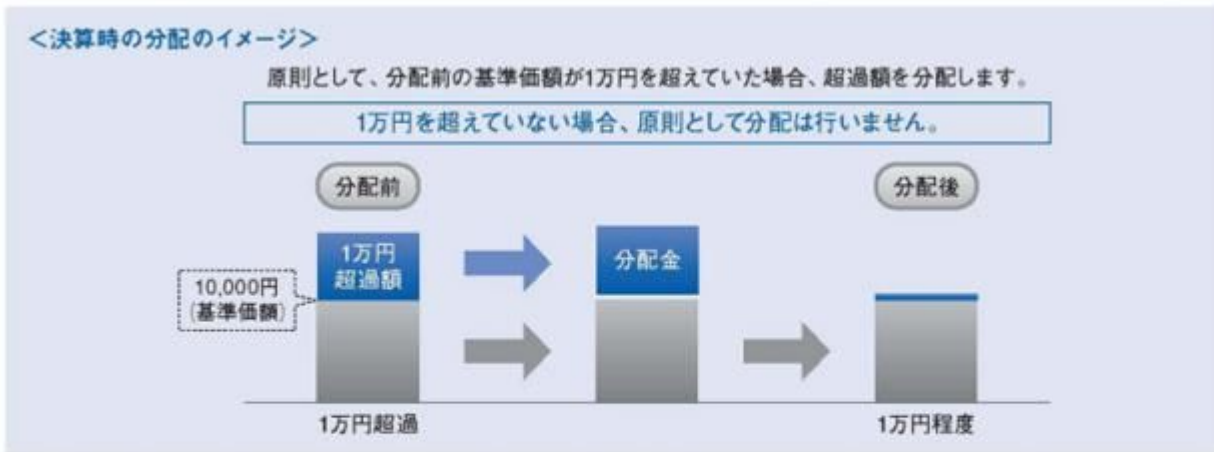 ＜決算時の分配のイメージ＞
原則として、分配前の基準価額が1万円を超えていた場合、超過額を分配します。
1万円を超えていない場合、原則として分配は行いません。
分配前
分配後
1万円
超過額
分配金
10,000円
（基準価額）
1万円超過
1万円程度